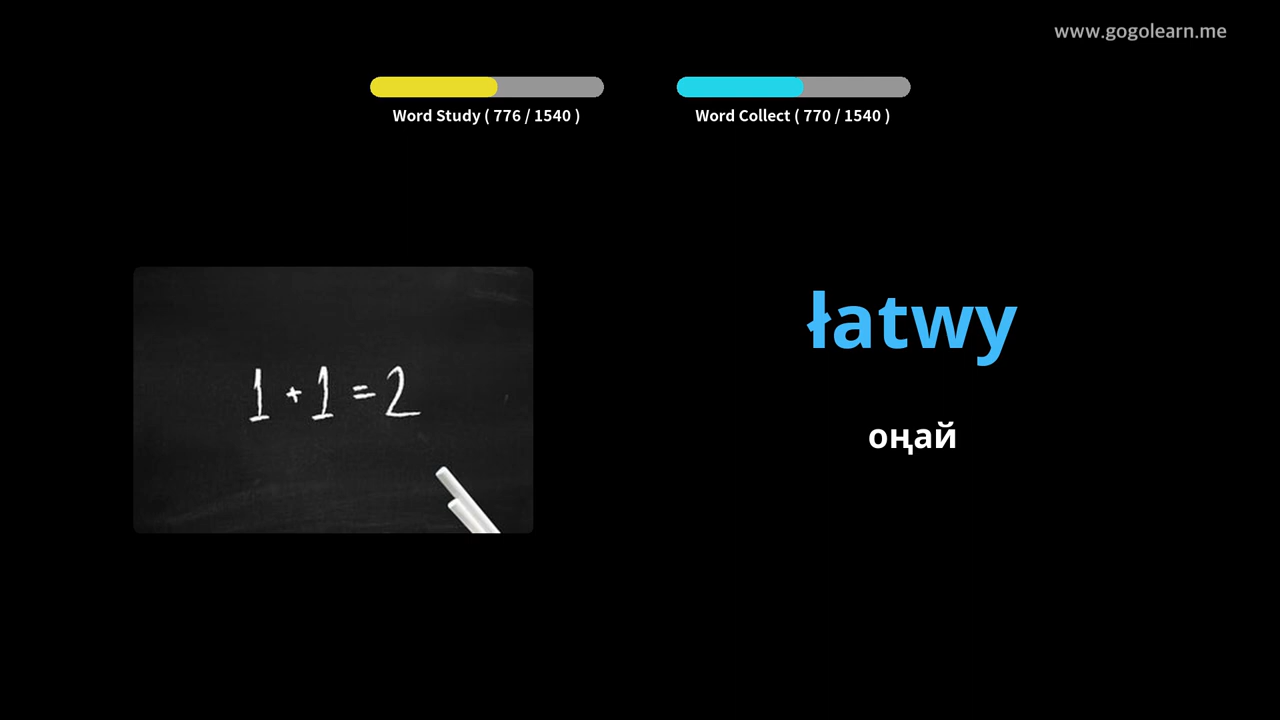 www.gogolearn.me
Word Study ( 776 / 1540 )
Word Collect ( 770 / 1540 )
1 + 1 = 2
łatwy
оңай